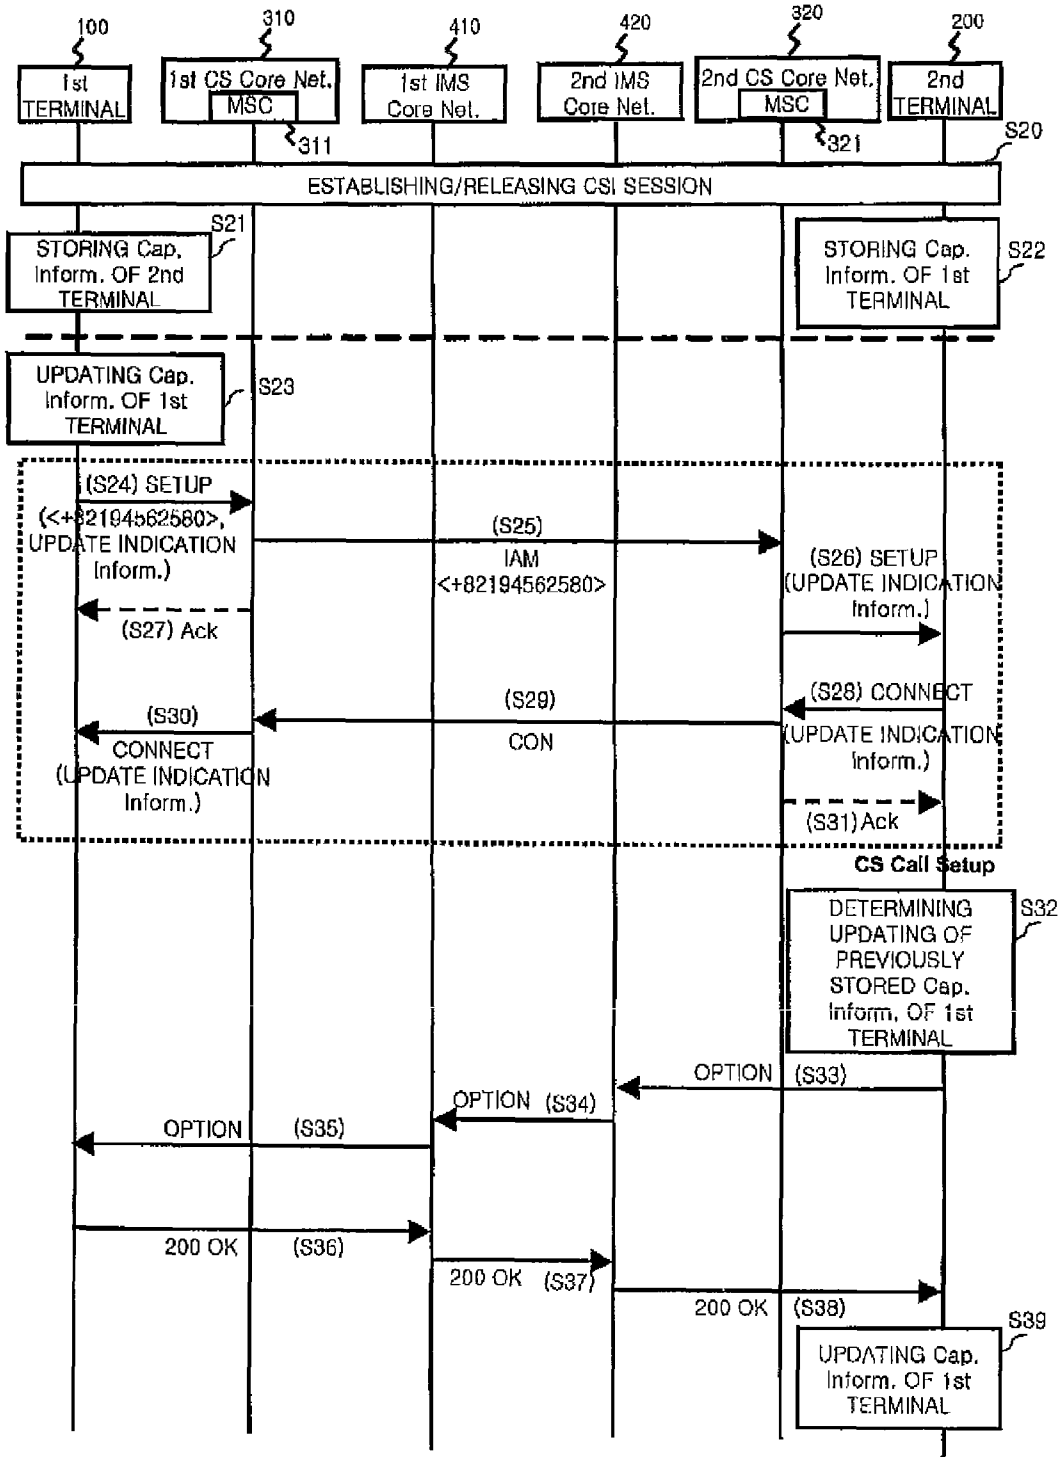 100
310
410
420
320
200
1st
TERMINAL
1st CS Core Net.
MSC
311
1st IMS
Core Net.
2nd IMS
Core Net.
2nd CS Core Net.
MSC
321
2nd
TERMINAL
S20
ESTABLISHING/RELEASING CSI SESSION
S21
STORING Cap.
Inform. OF 2nd
TERMINAL
STORING Cap.
Inform. OF 1st
TERMINAL
S22
UPDATING Cap.
Inform. OF 1st
TERMINAL
S23
(S24) SETUP
(<+82194562580>,
UPDATE INDICATION
Inform.)
(S25)
IAM
<+82194562580>
(S26) SETUP
(UPDATE INDICATION
Inform.)
(S27) Ack
(S28) CONNECT
(UPDATE INDICATION
Inform.)
(S29)
CON
(S30)
CONNECT
(UPDATE INDICATION
Inform.)
(S31) Ack
CS Call Setup
DETERMINING
UPDATING OF
PREVIOUSLY
STORED Cap.
Inform. OF 1st
TERMINAL
S32
OPTION (S33)
OPTION (S34)
OPTION (S35)
200 OK (S36)
200 OK (S37)
200 OK (S38)
S39
UPDATING Cap.
Inform. OF 1st
TERMINAL